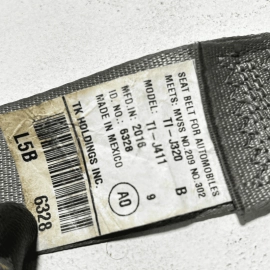 SEAT BELT FOR AUTOMOBILES
MEETS: MVSS NO.209 NO.302
TI-J320 B
MODEL: TI-J411 9
MFD.IN: 2016
ID. NO.: 6328
MADE IN MEXICO
AO
TK HOLDINGS INC.
L5B 6328